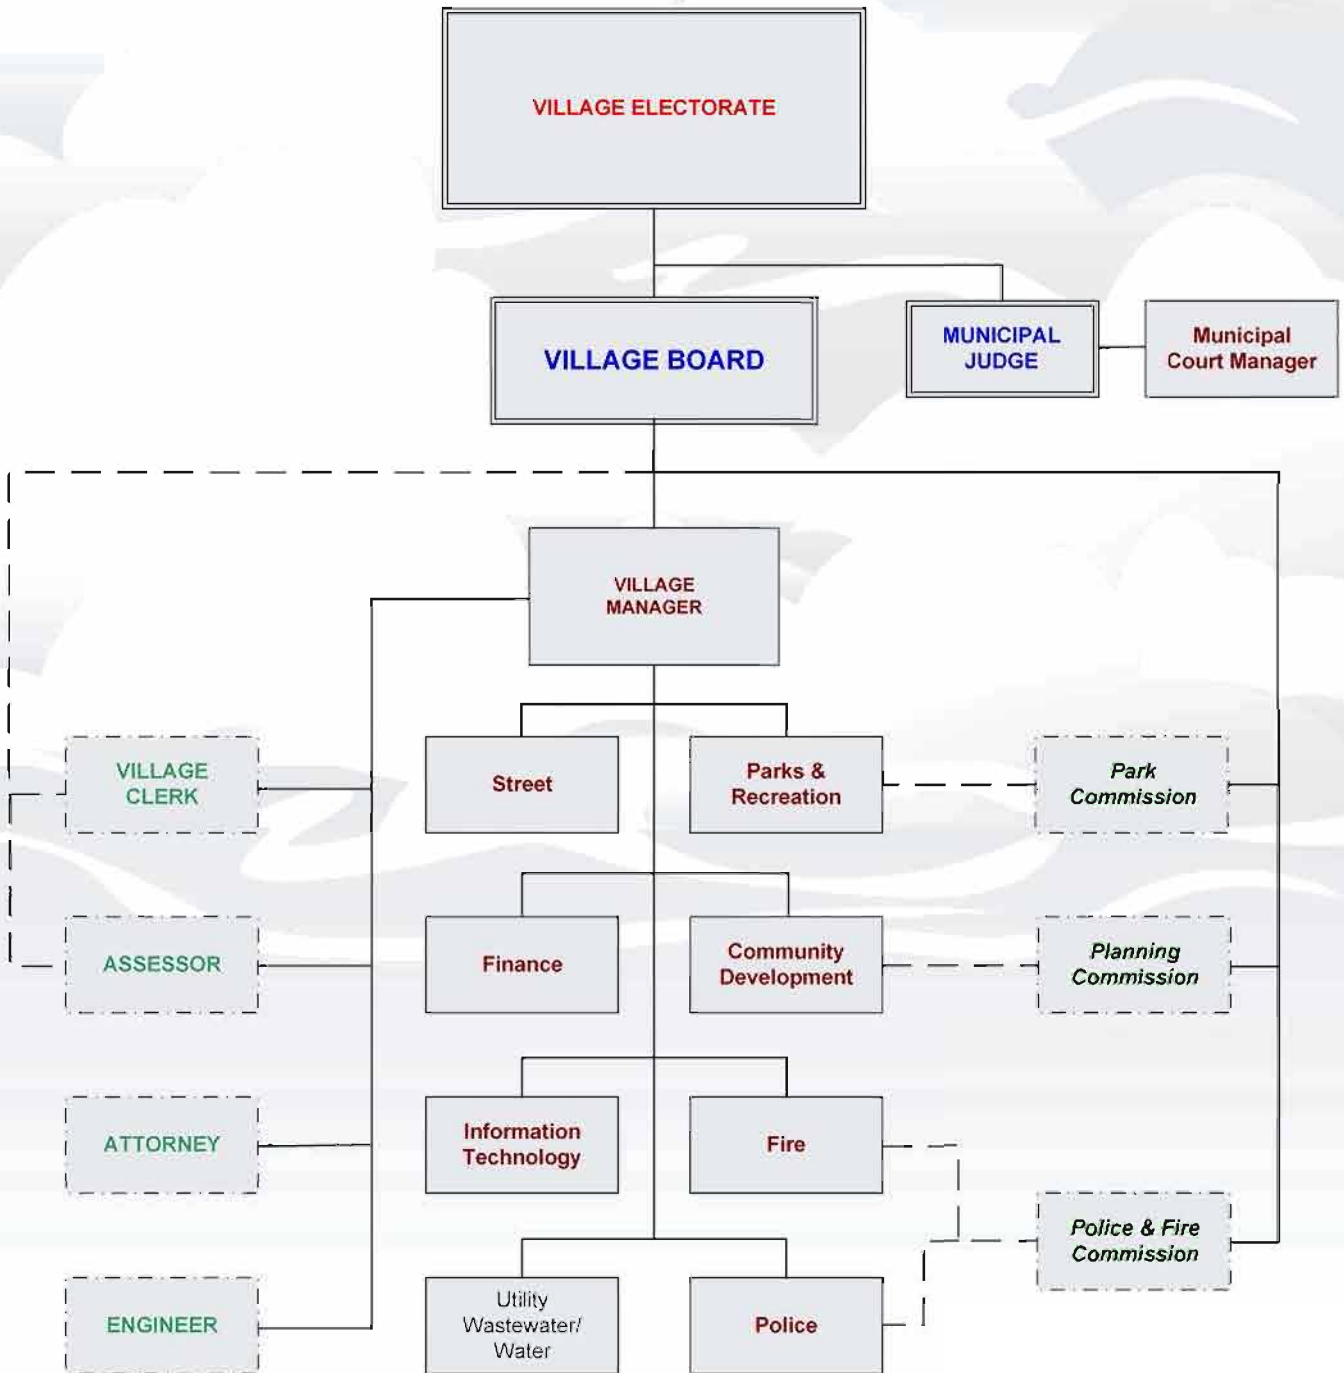 VILLAGE ELECTORATE
VILLAGE BOARD
MUNICIPAL
JUDGE
Municipal
Court Manager
VILLAGE
MANAGER
VILLAGE
CLERK
Street
Parks &
Recreation
Park
Commission
ASSESSOR
Finance
Community
Development
Planning
Commission
ATTORNEY
Information
Technology
Fire
Police & Fire
Commission
ENGINEER
Utility
Wastewater/
Water
Police